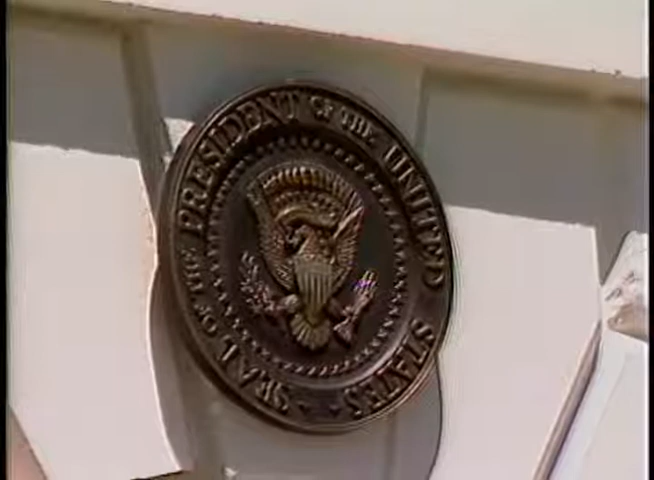 SEAL OF THE PRESIDENT OF THE UNITED STATES